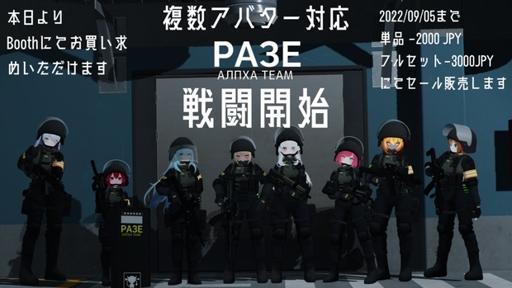 本日より
Boothにてお買い求
めいただけます
複数アバター対応
PA3E
АЛПХА TEAM
戦闘開始
2022/09/05まで
単品 -2000 JPY
フルセット-3000JPY
にてセール販売します
PA3E